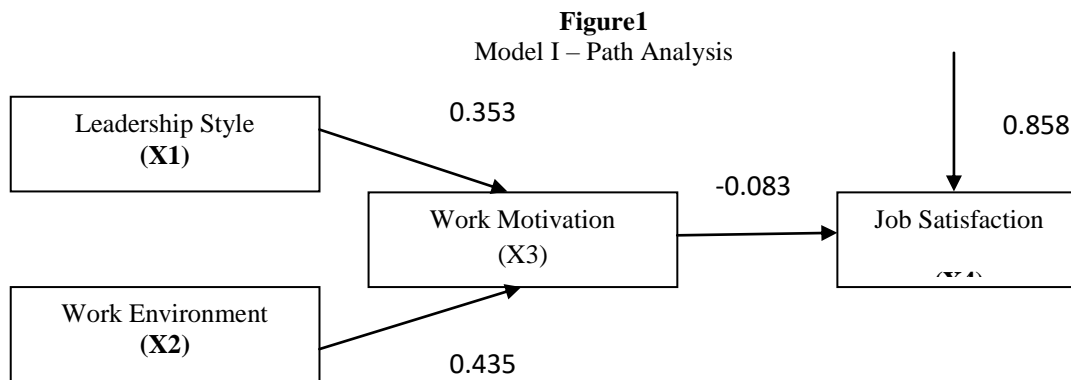 Figure1
Model I – Path Analysis
0.353
0.858
Leadership Style
(X1)
-0.083
Work Motivation
(X3)
Job Satisfaction
Work Environment
(X2)
0.435